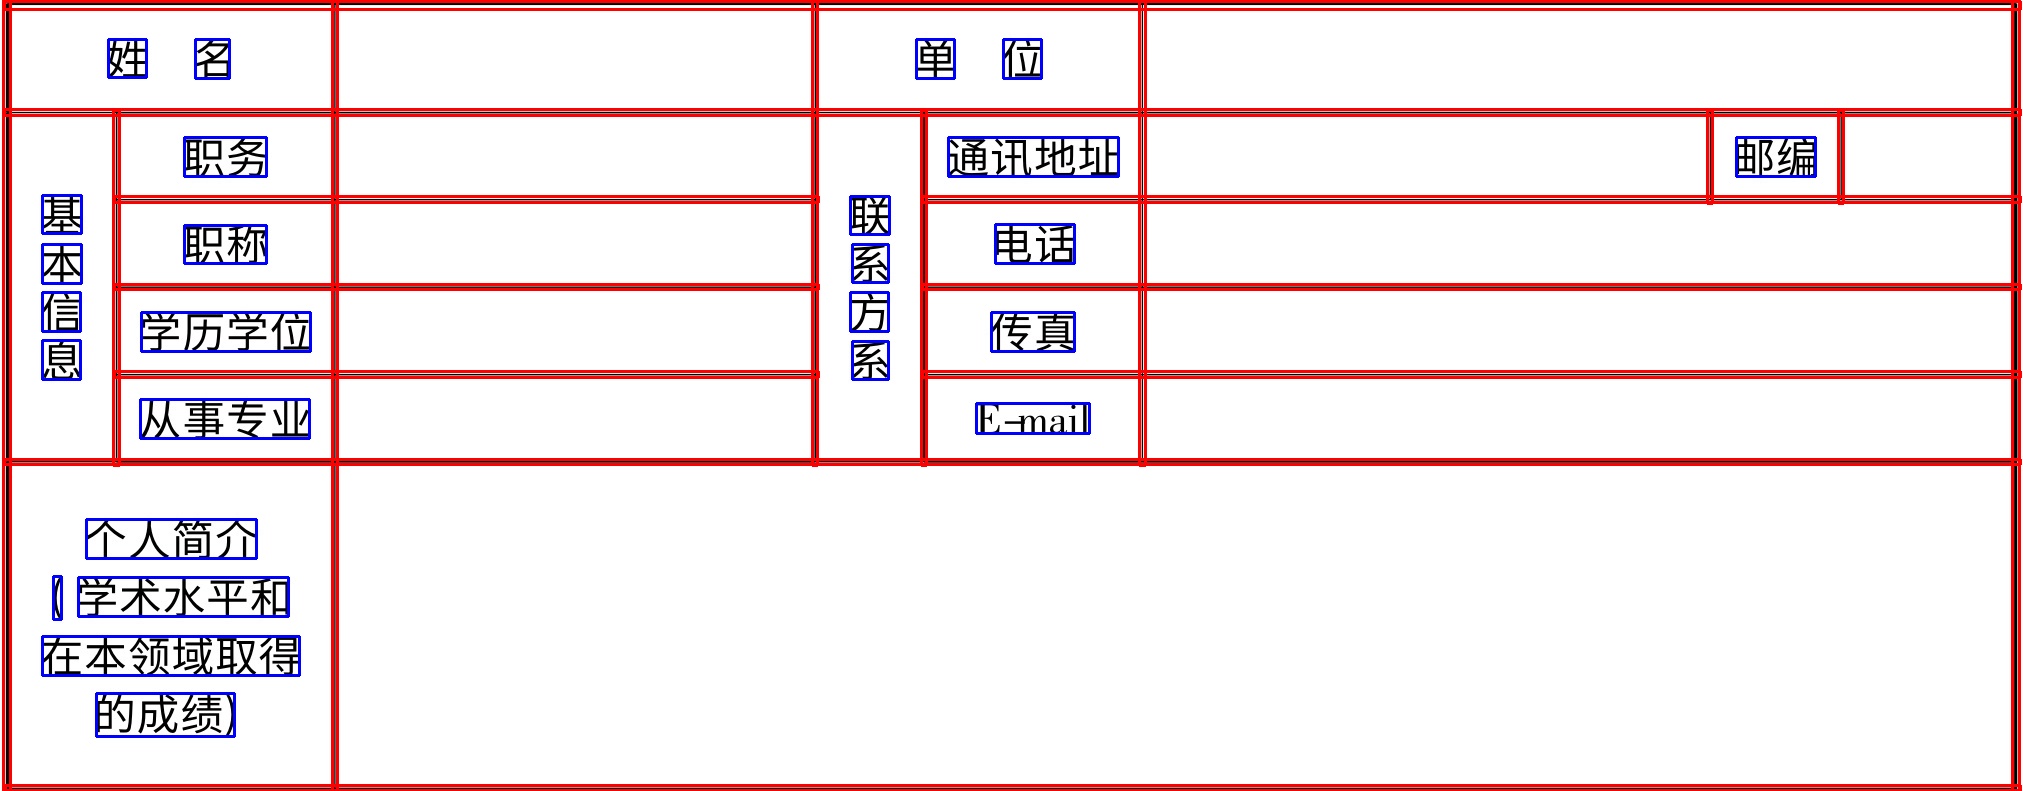 姓 名 单 位
基本信息 职务 联系方系 通讯地址 邮编
职称 电话
学历学位 传真
从事专业 E-mail
个人简介
(学术水平和
在本领域取得
的成绩)